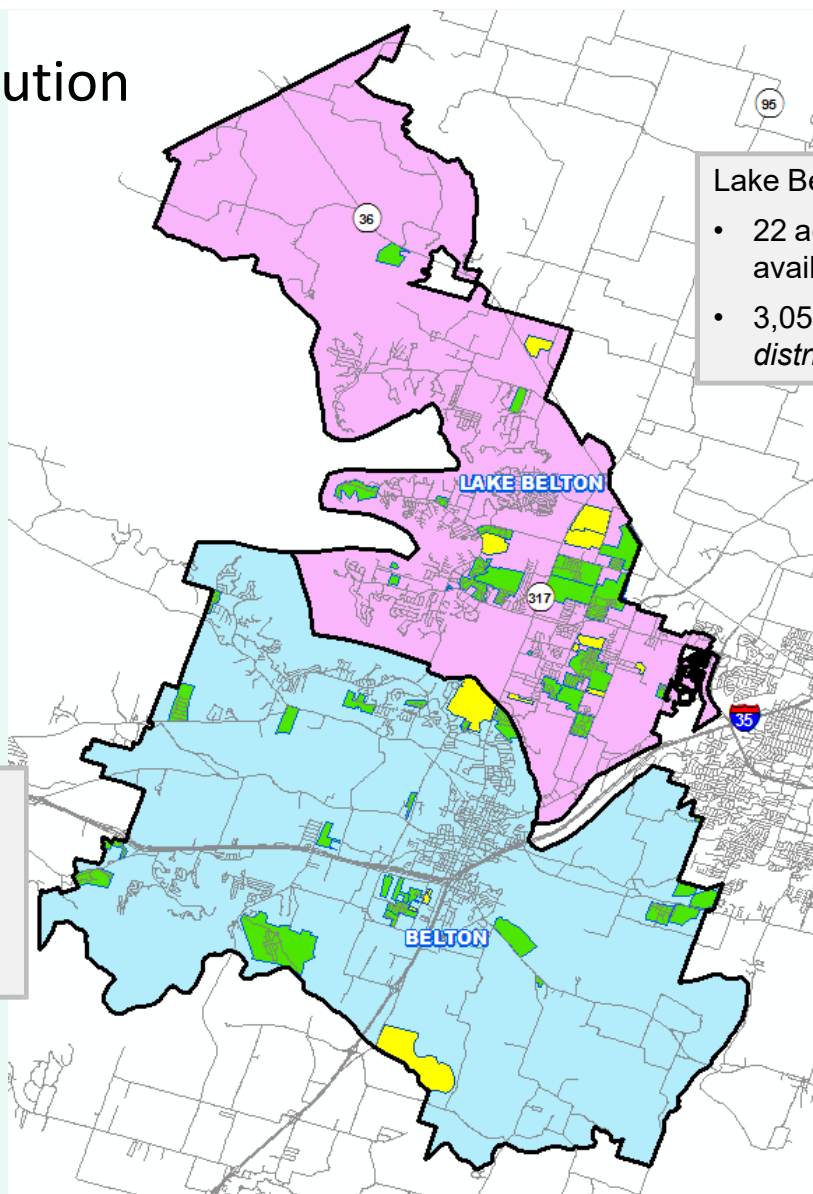 ution
95
Lake Be
• 22 a
avail
• 3,05
distr
36
LAKE BELTON
317
35
BELTON